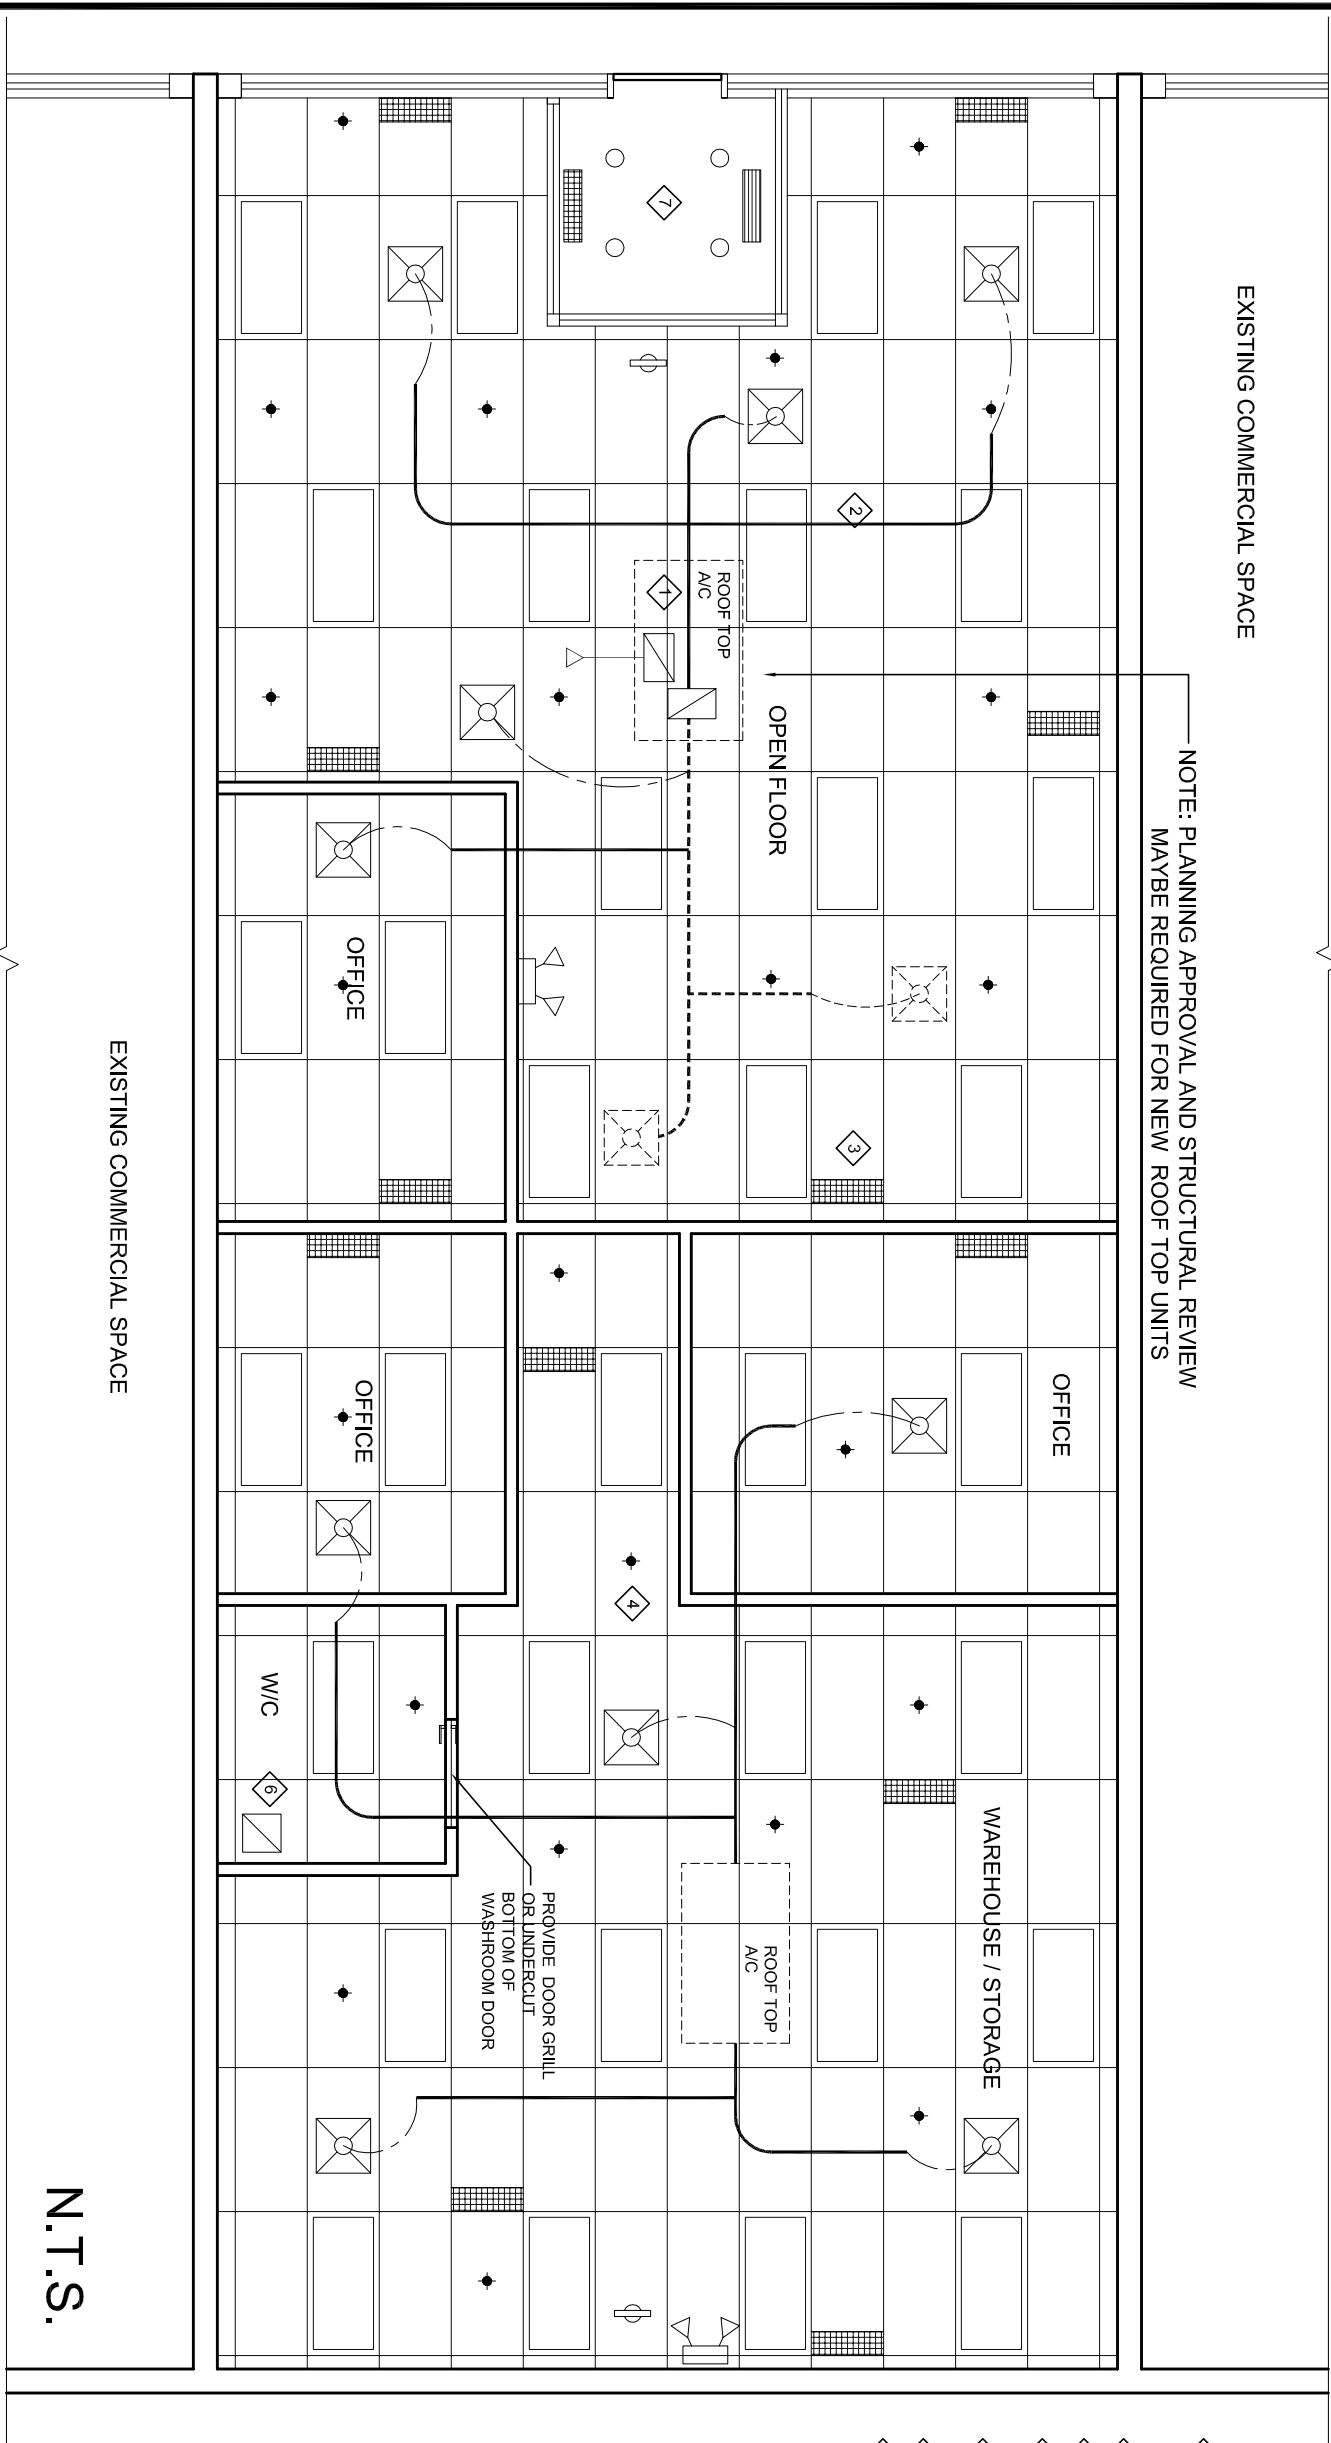 EXISTING COMMERCIAL SPACE
NOTE: PLANNING APPROVAL AND STRUCTURAL REVIEW
MAYBE REQUIRED FOR NEW ROOF TOP UNITS
7
2
1
ROOF TOP
A/C
OPEN FLOOR
OFFICE
3
OFFICE
OFFICE
4
W/C
6
WAREHOUSE / STORAGE
ROOF TOP
A/C
PROVIDE DOOR GRILL
OR UNDERCUT
BOTTOM OF
WASHROOM DOOR
EXISTING COMMERCIAL SPACE
N.T.S.